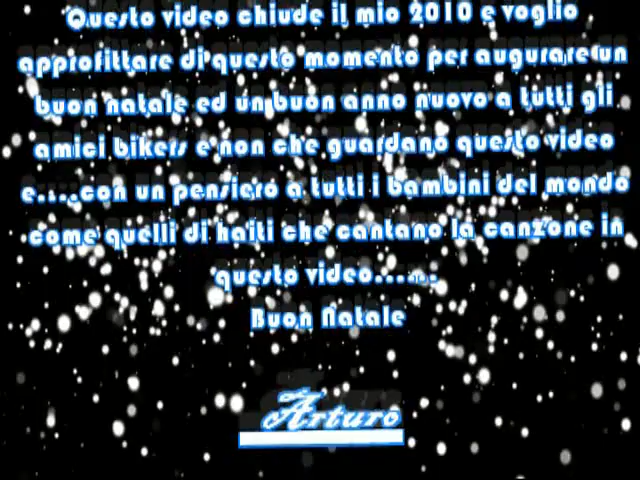 Questo video chiude il mio 2010 e voglio
approfittare di questo momento per augurare un
buon natale ed un buon anno nuovo a tutti gli
amici bikers e non che guardano questo video
e.....con un pensiero a tutti i bambini del mondo
come quelli di haiti che cantano la canzone in
questo video.......
Buon Natale
Arturo